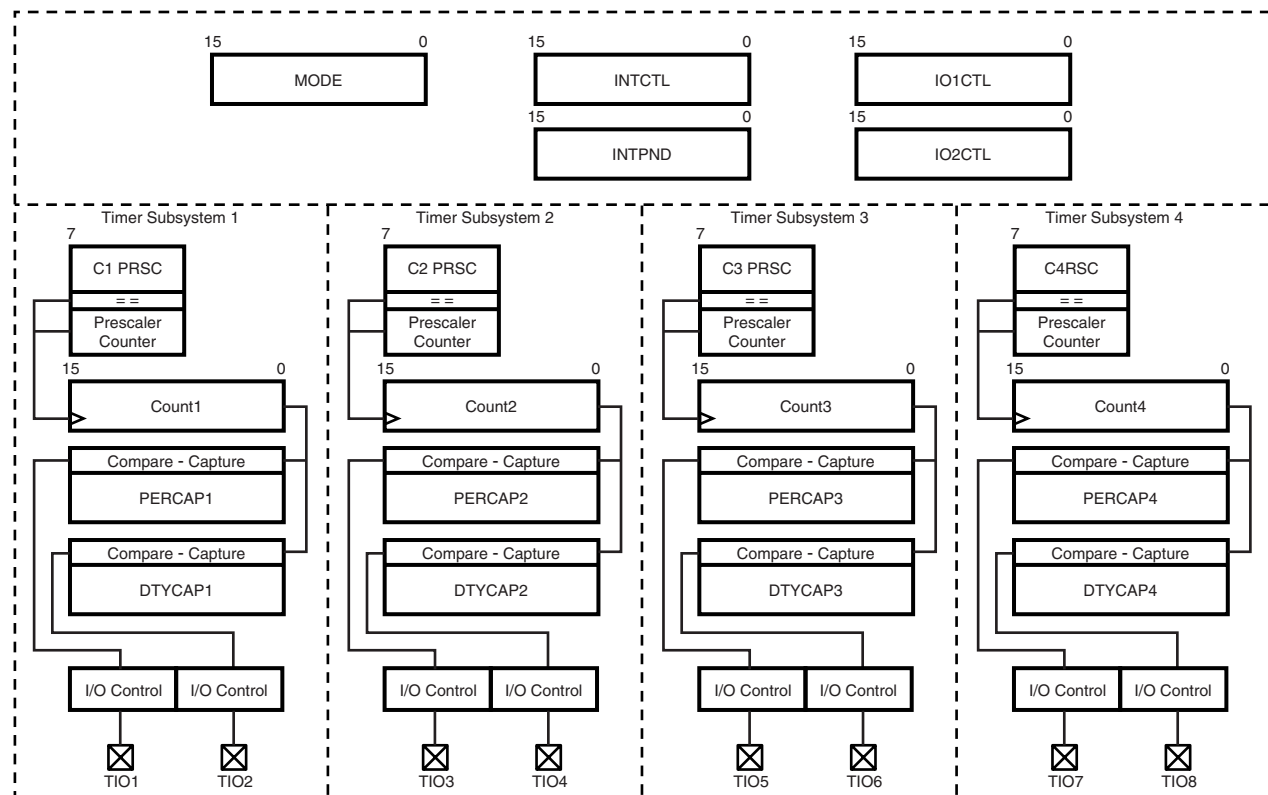 15 0 15 0 15 0
MODE INTCTL IO1CTL
15 0 15 0
INTPND IO2CTL
Timer Subsystem 1 Timer Subsystem 2 Timer Subsystem 3 Timer Subsystem 4
7 7 7 7
C1 PRSC C2 PRSC C3 PRSC C4RSC
= = = = = = = =
Prescaler Prescaler Prescaler Prescaler
Counter Counter Counter Counter
15 0 15 0 15 0 15 0
Count1 Count2 Count3 Count4
Compare - Capture Compare - Capture Compare - Capture Compare - Capture
PERCAP1 PERCAP2 PERCAP3 PERCAP4
Compare - Capture Compare - Capture Compare - Capture Compare - Capture
DTYCAP1 DTYCAP2 DTYCAP3 DTYCAP4
I/O Control I/O Control I/O Control I/O Control I/O Control I/O Control I/O Control I/O Control
TIO1 TIO2 TIO3 TIO4 TIO5 TIO6 TIO7 TIO8